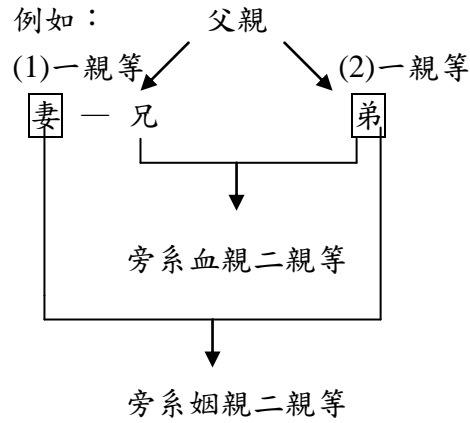 例如： 父親
(1)一親等 (2)一親等
妻 — 兄 弟
旁系血親二親等
旁系姻親二親等